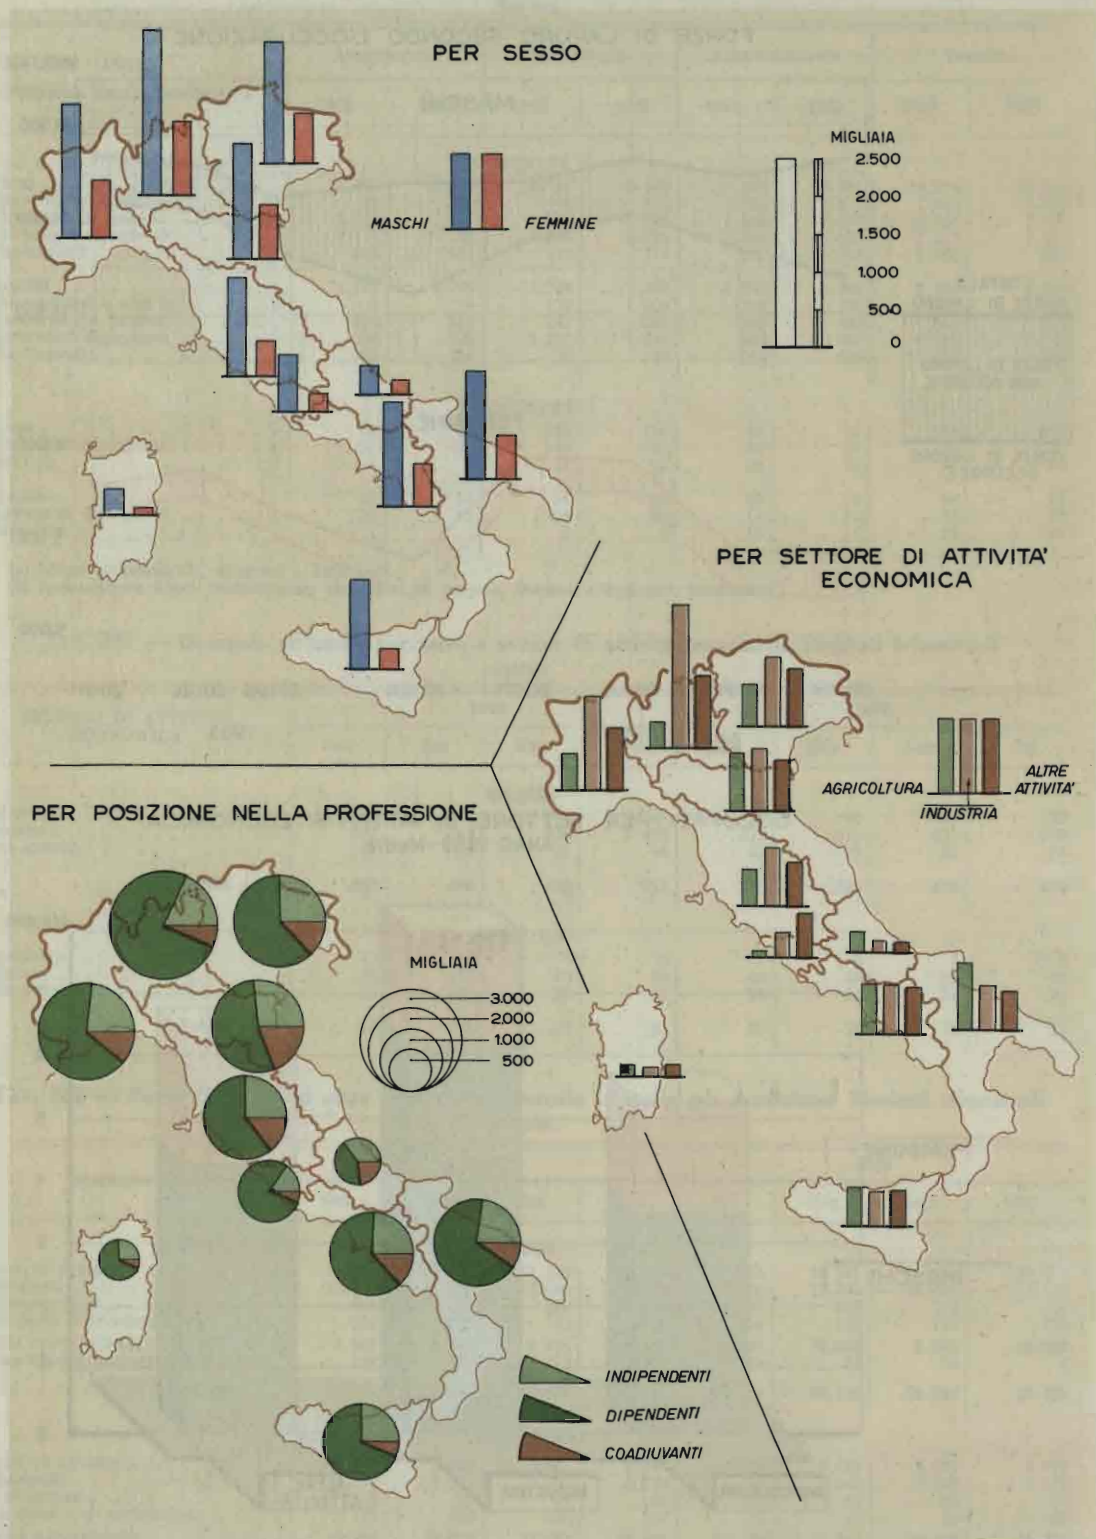 PER SESSO
MASCHI
FEMMINE
MIGLIAIA
2.500
2.000
1.500
1.000
500
0
PER SETTORE DI ATTIVITA'
ECONOMICA
AGRICOLTURA
INDUSTRIA
ALTRE
ATTIVITA'
PER POSIZIONE NELLA PROFESSIONE
MIGLIAIA
3.000
2.000
1.000
500
INDIPENDENTI
DIPENDENTI
COADIUVANTI